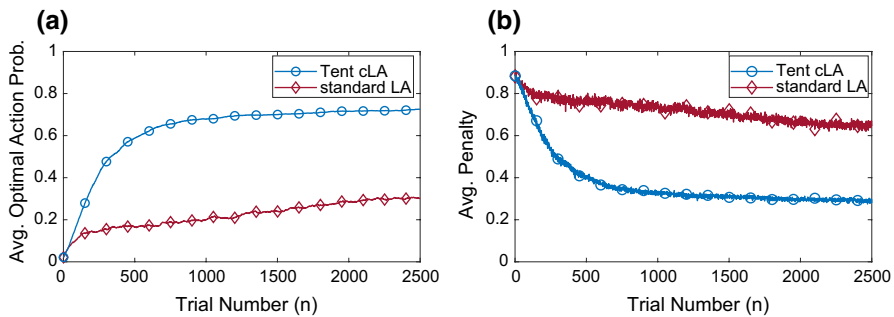 (a)
Avg. Optimal Action Prob.
1
0.8
0.6
0.4
0.2
0
0 500 1000 1500 2000 2500
Trial Number (n)
Tent cLA
standard LA
(b)
Avg. Penalty
1
0.8
0.6
0.4
0.2
0
0 500 1000 1500 2000 2500
Trial Number (n)
Tent cLA
standard LA